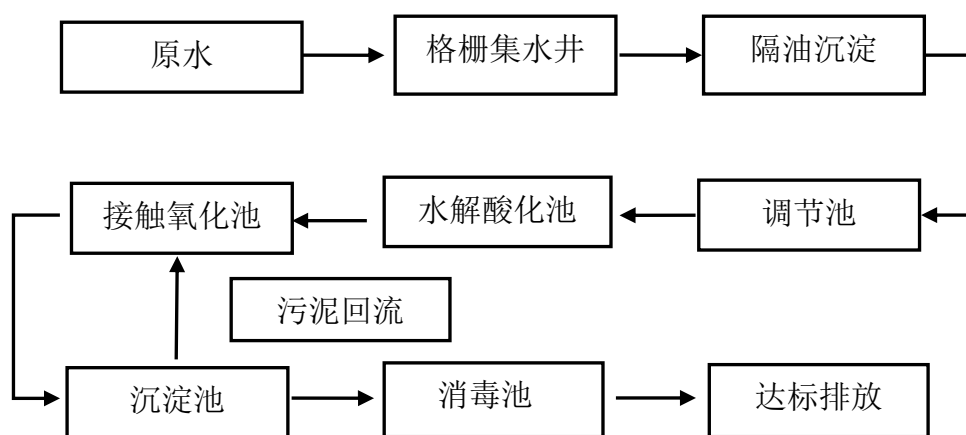 原水
格栅集水井
隔油沉淀
接触氧化池
水解酸化池
调节池
污泥回流
沉淀池
消毒池
达标排放